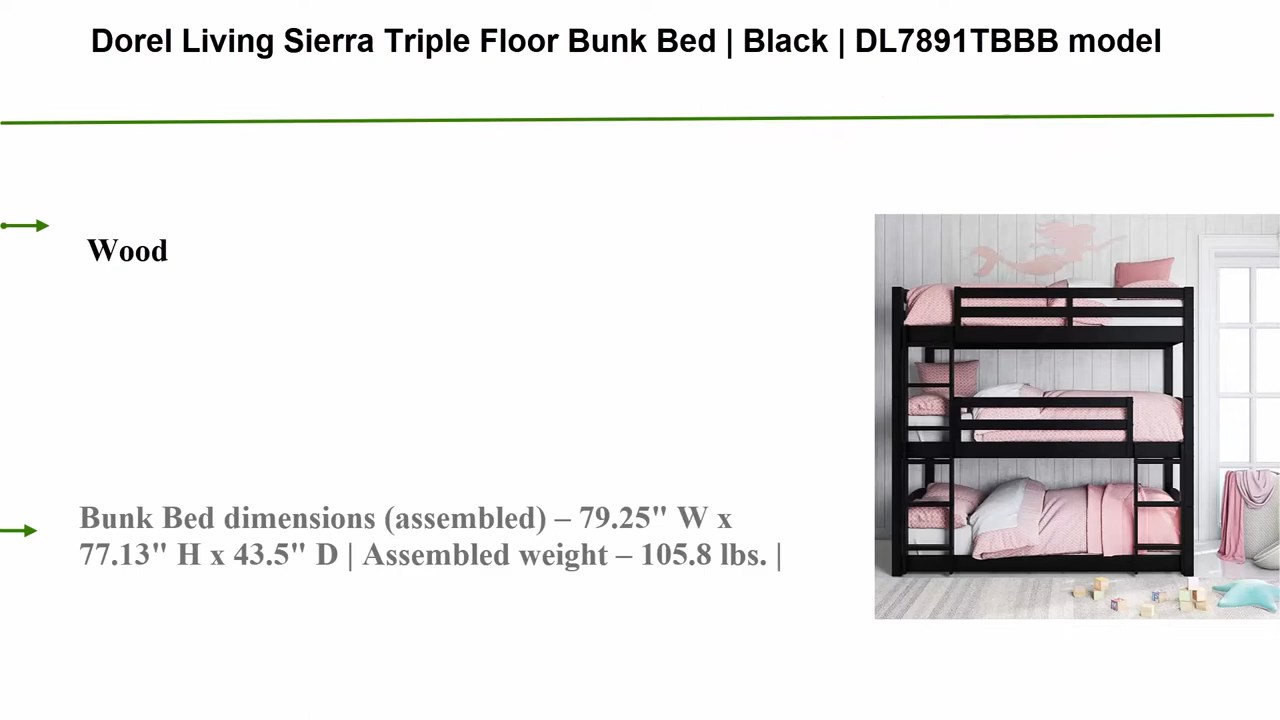 Dorel Living Sierra Triple Floor Bunk Bed | Black | DL7891TBBB model
Wood
Bunk Bed dimensions (assembled) – 79.25" W x
77.13" H x 43.5" D | Assembled weight – 105.8 lbs. |